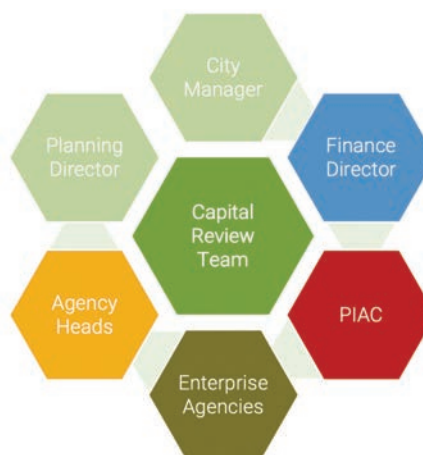 City
Manager
Planning
Director
Finance
Director
Capital
Review
Team
Agency
Heads
PIAC
Enterprise
Agencies